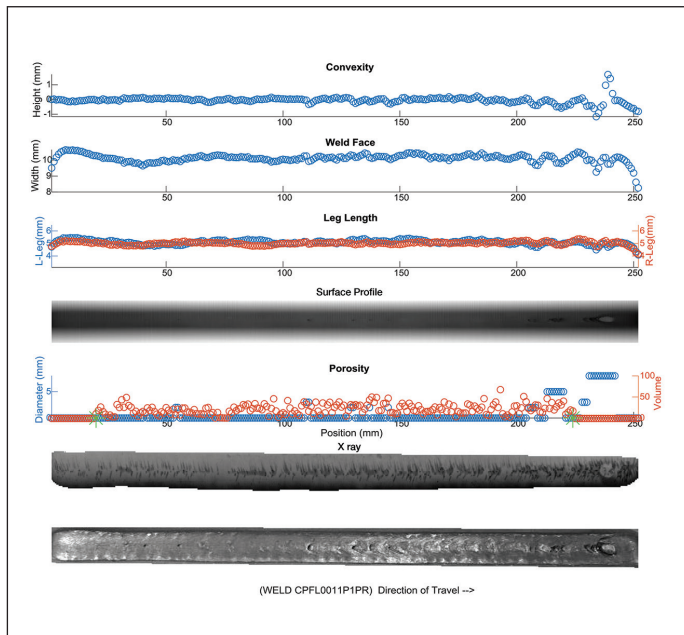 Convexity
Height (mm)
1
0
-1
50 100 150 200 250
Weld Face
Width (mm)
10
9
8
50 100 150 200 250
Leg Length
L-Leg(mm)
6
5
4
R-Leg(mm)
6
5
4
50 100 150 200 250
Surface Profile
Porosity
Diameter (mm)
5
0
Volume
100
50
0
50 100 150 200 250
Position (mm)
X ray
(WELD CPFL0011P1PR) Direction of Travel -->